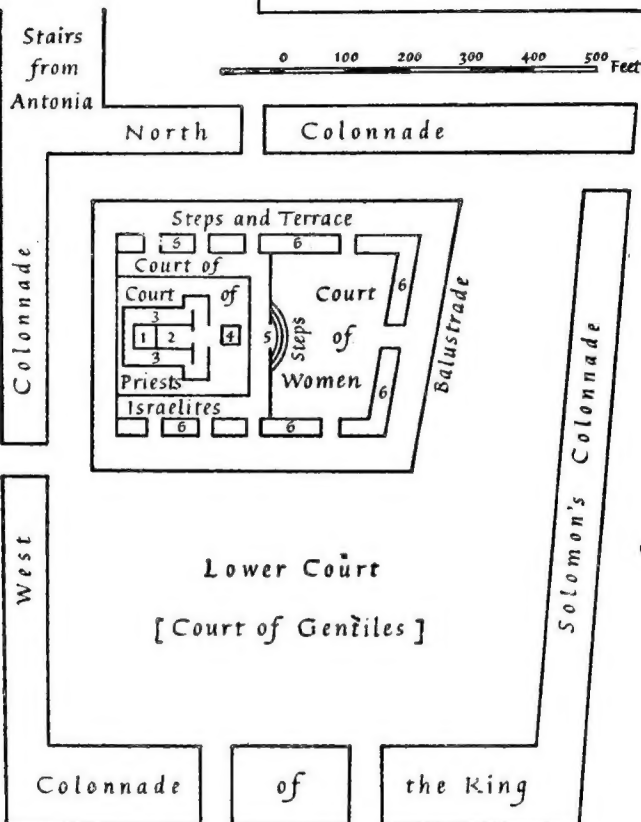 Stairs
from
Antonia
0 100 200 300 400 500 Feet
North Colonnade
Colonnade
West
Steps and Terrace
5 6
Court of
Court of
3
1 2 4
3
Priests
Israelites
6 6
5
Steps
Court
of
Women
6
6
Balustrade
Solomon's Colonnade
Lower Court
[Court of Gentiles]
Colonnade of the King